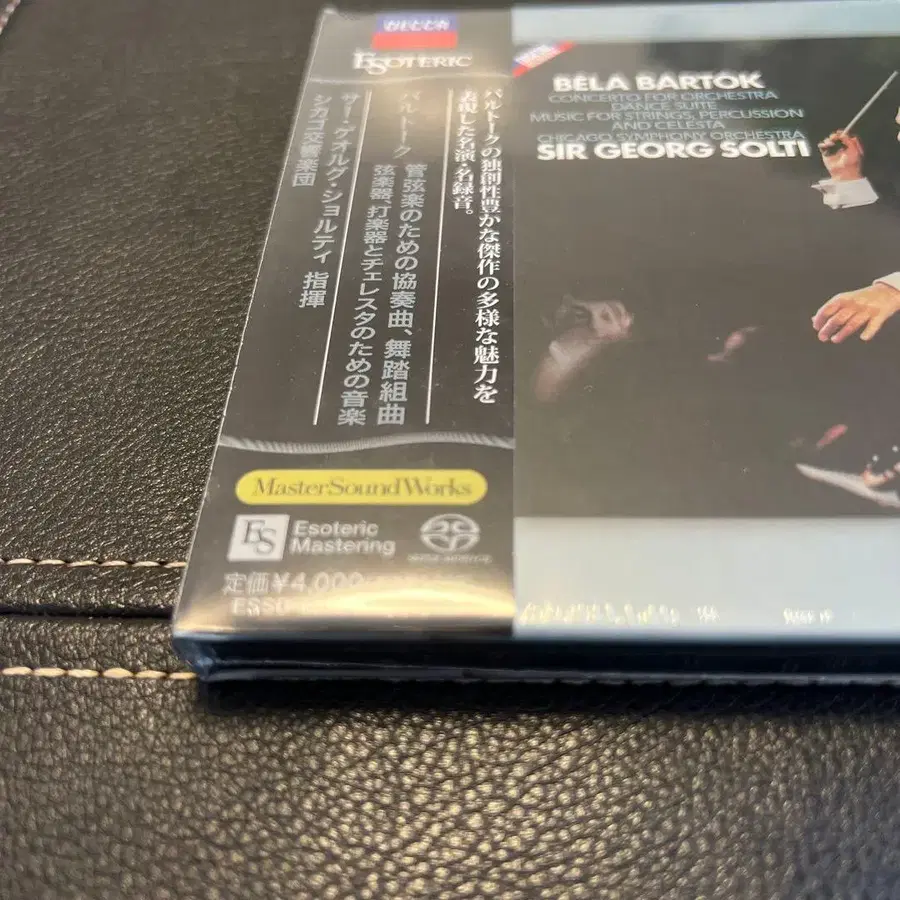 DECCA
ESOTERIC
バルトークの独創性豊かな傑作の多様な魅力を
表現した名演・名録音。
バルトーク
管弦楽のための協奏曲、舞踏組曲
弦楽器、打楽器とチェレスタのための音楽
サー・ゲオルグ・ショルティ 指揮
シカゴ交響楽団
MasterSoundWorks
ES
Esoteric
Mastering
定価¥4,000
BÉLA BARTÓK
CONCERTO FOR ORCHESTRA
DANCE SUITE
MUSIC FOR STRINGS, PERCUSSION
AND CELESTA
CHICAGO SYMPHONY ORCHESTRA
SIR GEORG SOLTI